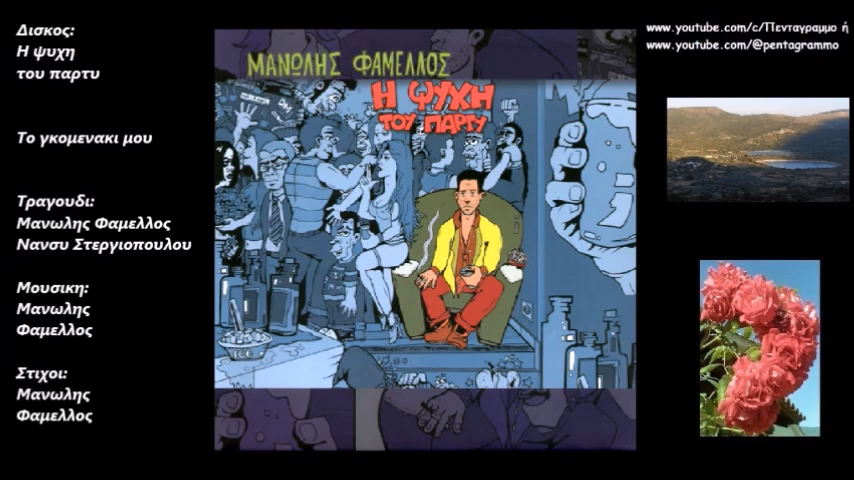 Δισκος:
Η ψυχη
του παρτυ
Το γκομενακι μου
Τραγουδι:
Μανωλης Φαμελλος
Νανσυ Στεργιοπουλου
Μουσικη:
Μανωλης
Φαμελλος
Στιχοι:
Μανωλης
Φαμελλος
ΜΑΝΩΛΗΣ ΦΑΜΕΛΛΟΣ
Η ΨΥΧΗ
ΤΟΥ ΠΑΡΤΥ
ICE
www.youtube.com/c/Πενταγραμμο ή
www.youtube.com/@pentagrammo